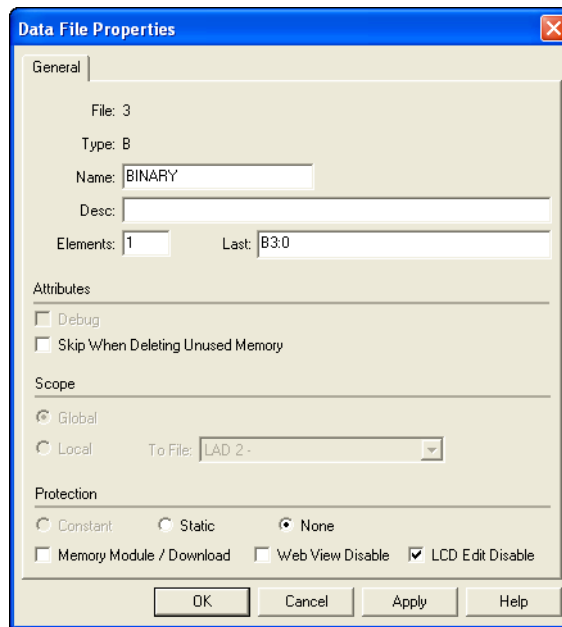 Data File Properties
General
File: 3
Type: B
Name: BINARY
Desc:
Elements: 1 Last: B3:0
Attributes
Debug
Skip When Deleting Unused Memory
Scope
Global
Local To File: LAD 2 -
Protection
Constant Static None
Memory Module / Download Web View Disable LCD Edit Disable
OK Cancel Apply Help